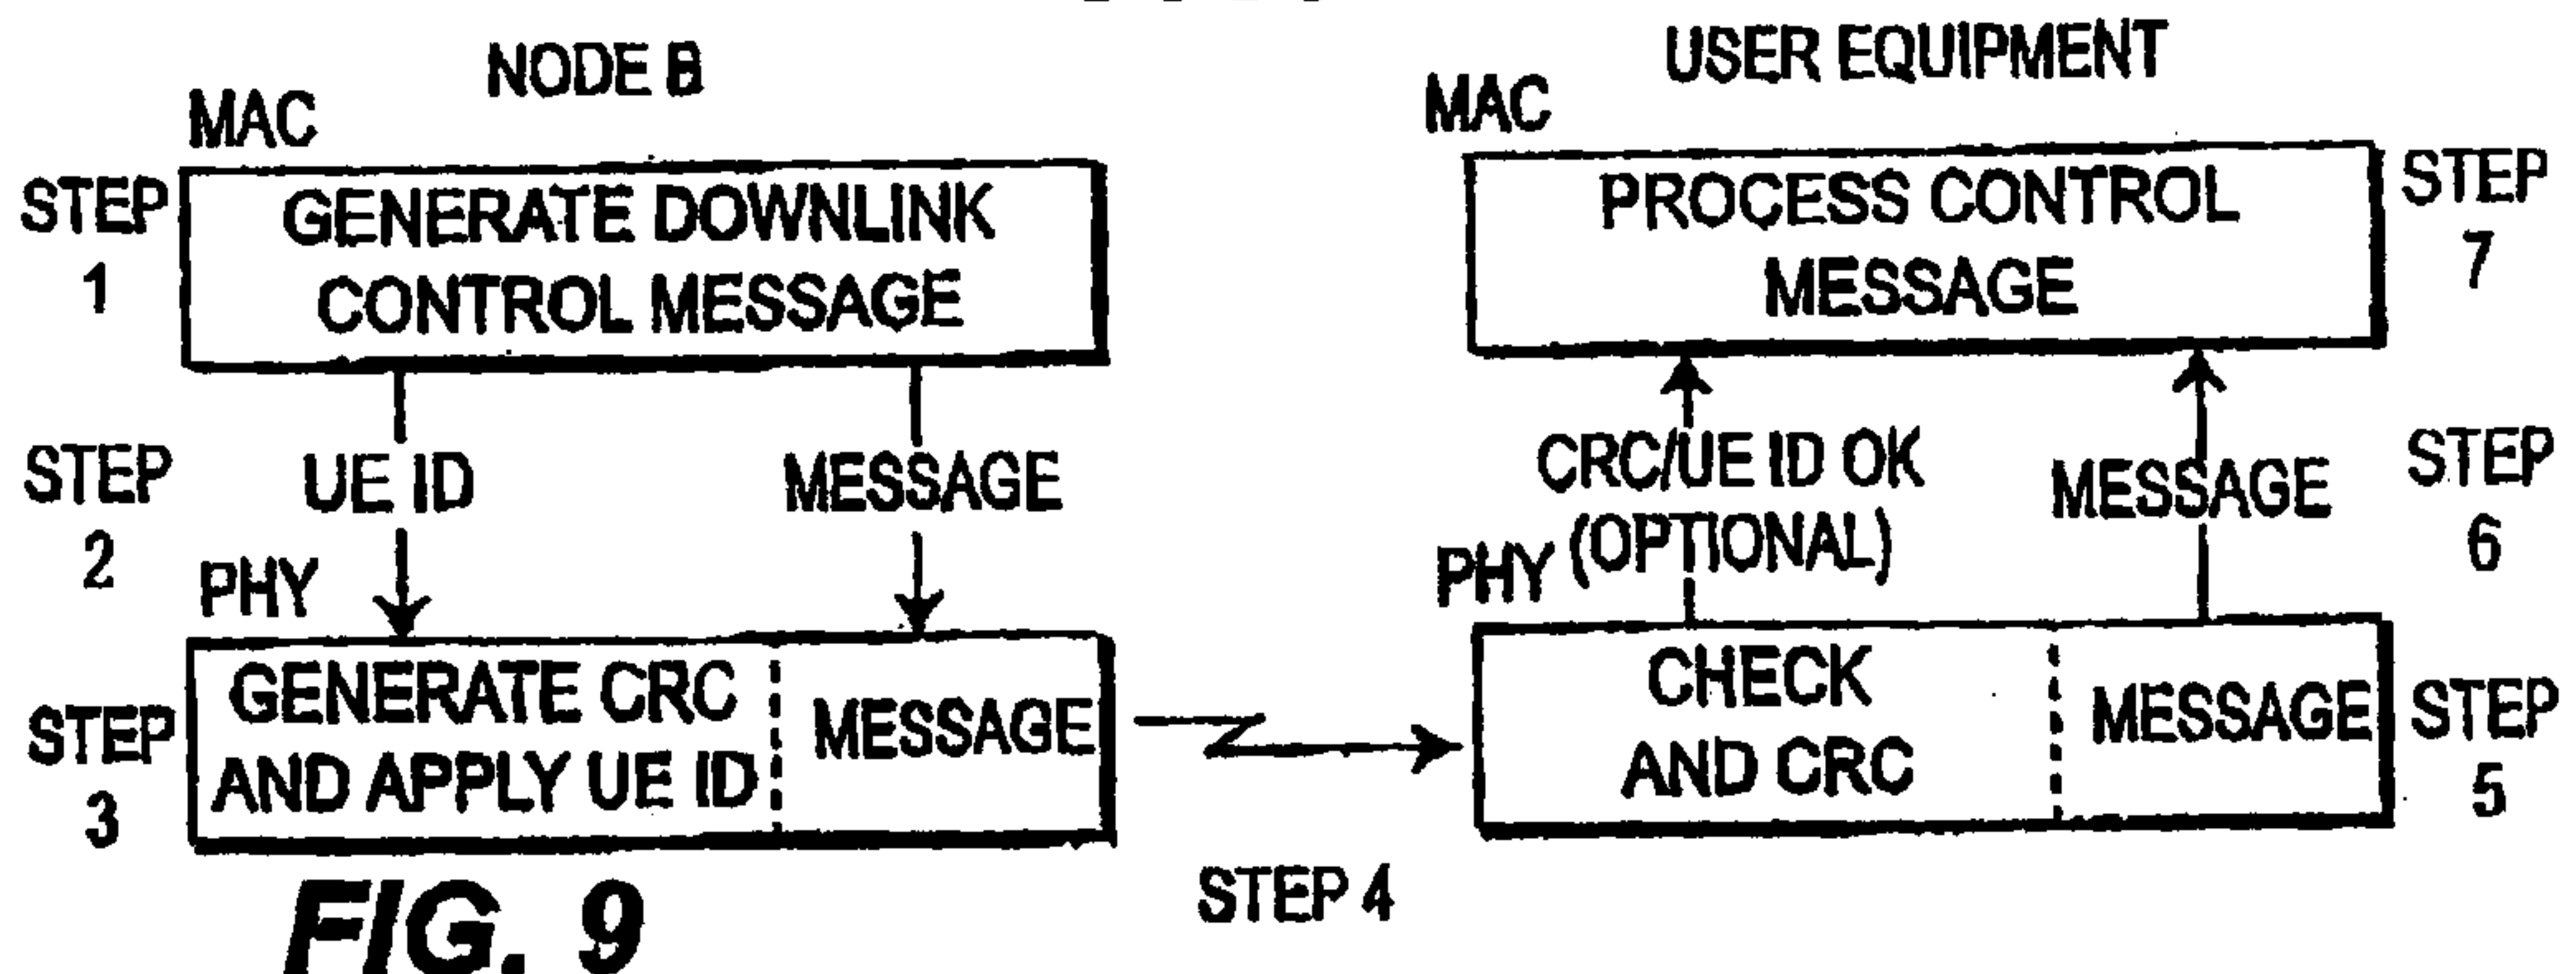 NODE B
MAC
STEP
1
GENERATE DOWNLINK
CONTROL MESSAGE
STEP
2
UE ID
MESSAGE
PHY
STEP
3
GENERATE CRC
AND APPLY UE ID
MESSAGE
STEP 4
USER EQUIPMENT
MAC
PROCESS CONTROL
MESSAGE
STEP
7
CRC/UE ID OK
(OPTIONAL)
MESSAGE
STEP
6
PHY
CHECK
AND CRC
MESSAGE
STEP
5
FIG. 9